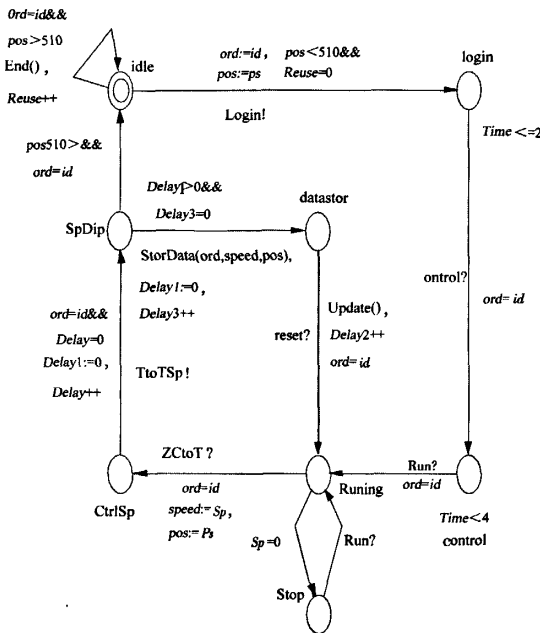 Ord=id&&
pos>510
End(),
Reuse++
idle
ord:=id, pos<510&&
pos:=ps Reuse=0
Login!
login
Time<=2
pos510>&&
ord=id
Delay1>0&&
Delay3=0
datastor
SpDip
StorData(ord,speed,pos),
Delay1:=0,
Delay3++
ontrol?
ord=id
ord=id&&
Delay=0
Delay1:=0,
Delay++
TtoTSp!
Update(),
reset? Delay2++
ord=id
ZCtoT?
ord=id
speed:=Sp,
pos:=Ps
CtrlSp
Runing
Run?
ord=id
Time<4
control
Sp=0
Run?
Stop